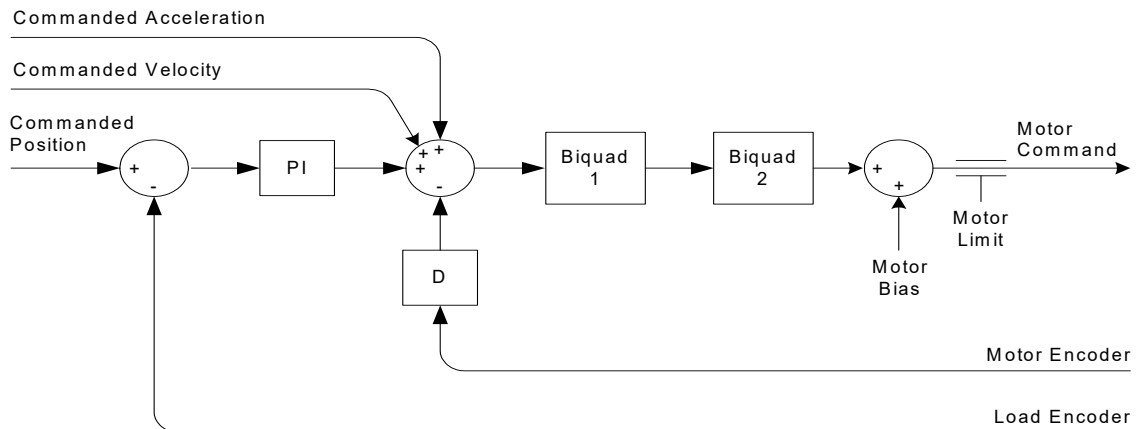 Commanded Acceleration
Commanded Velocity
Commanded
Position
+
-
PI
+
+
+
-
D
Biquad
1
Biquad
2
+
+
Motor
Bias
Motor
Limit
Motor
Command
Motor Encoder
Load Encoder